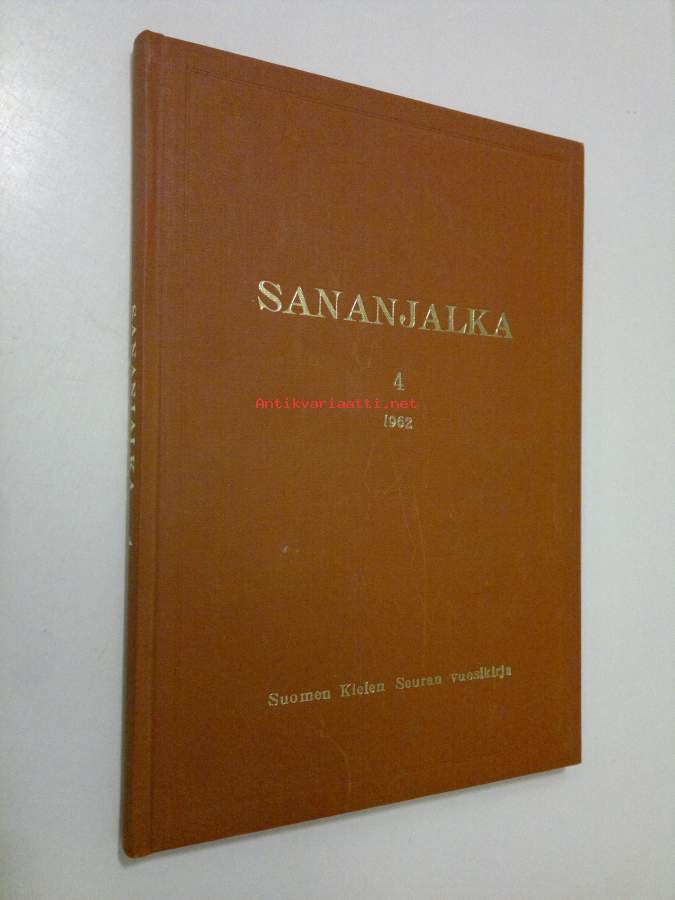 SANANJALKA
4
Antikvariaatti.net
1962
Suomen Kielen Seuran vuosikirja
SANANJALKA